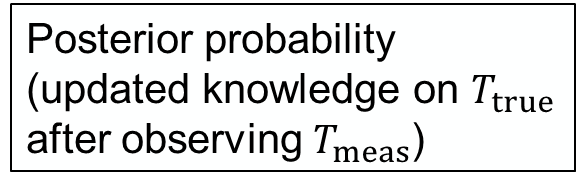 Posterior probability
(updated knowledge on T_true
after observing T_meas)